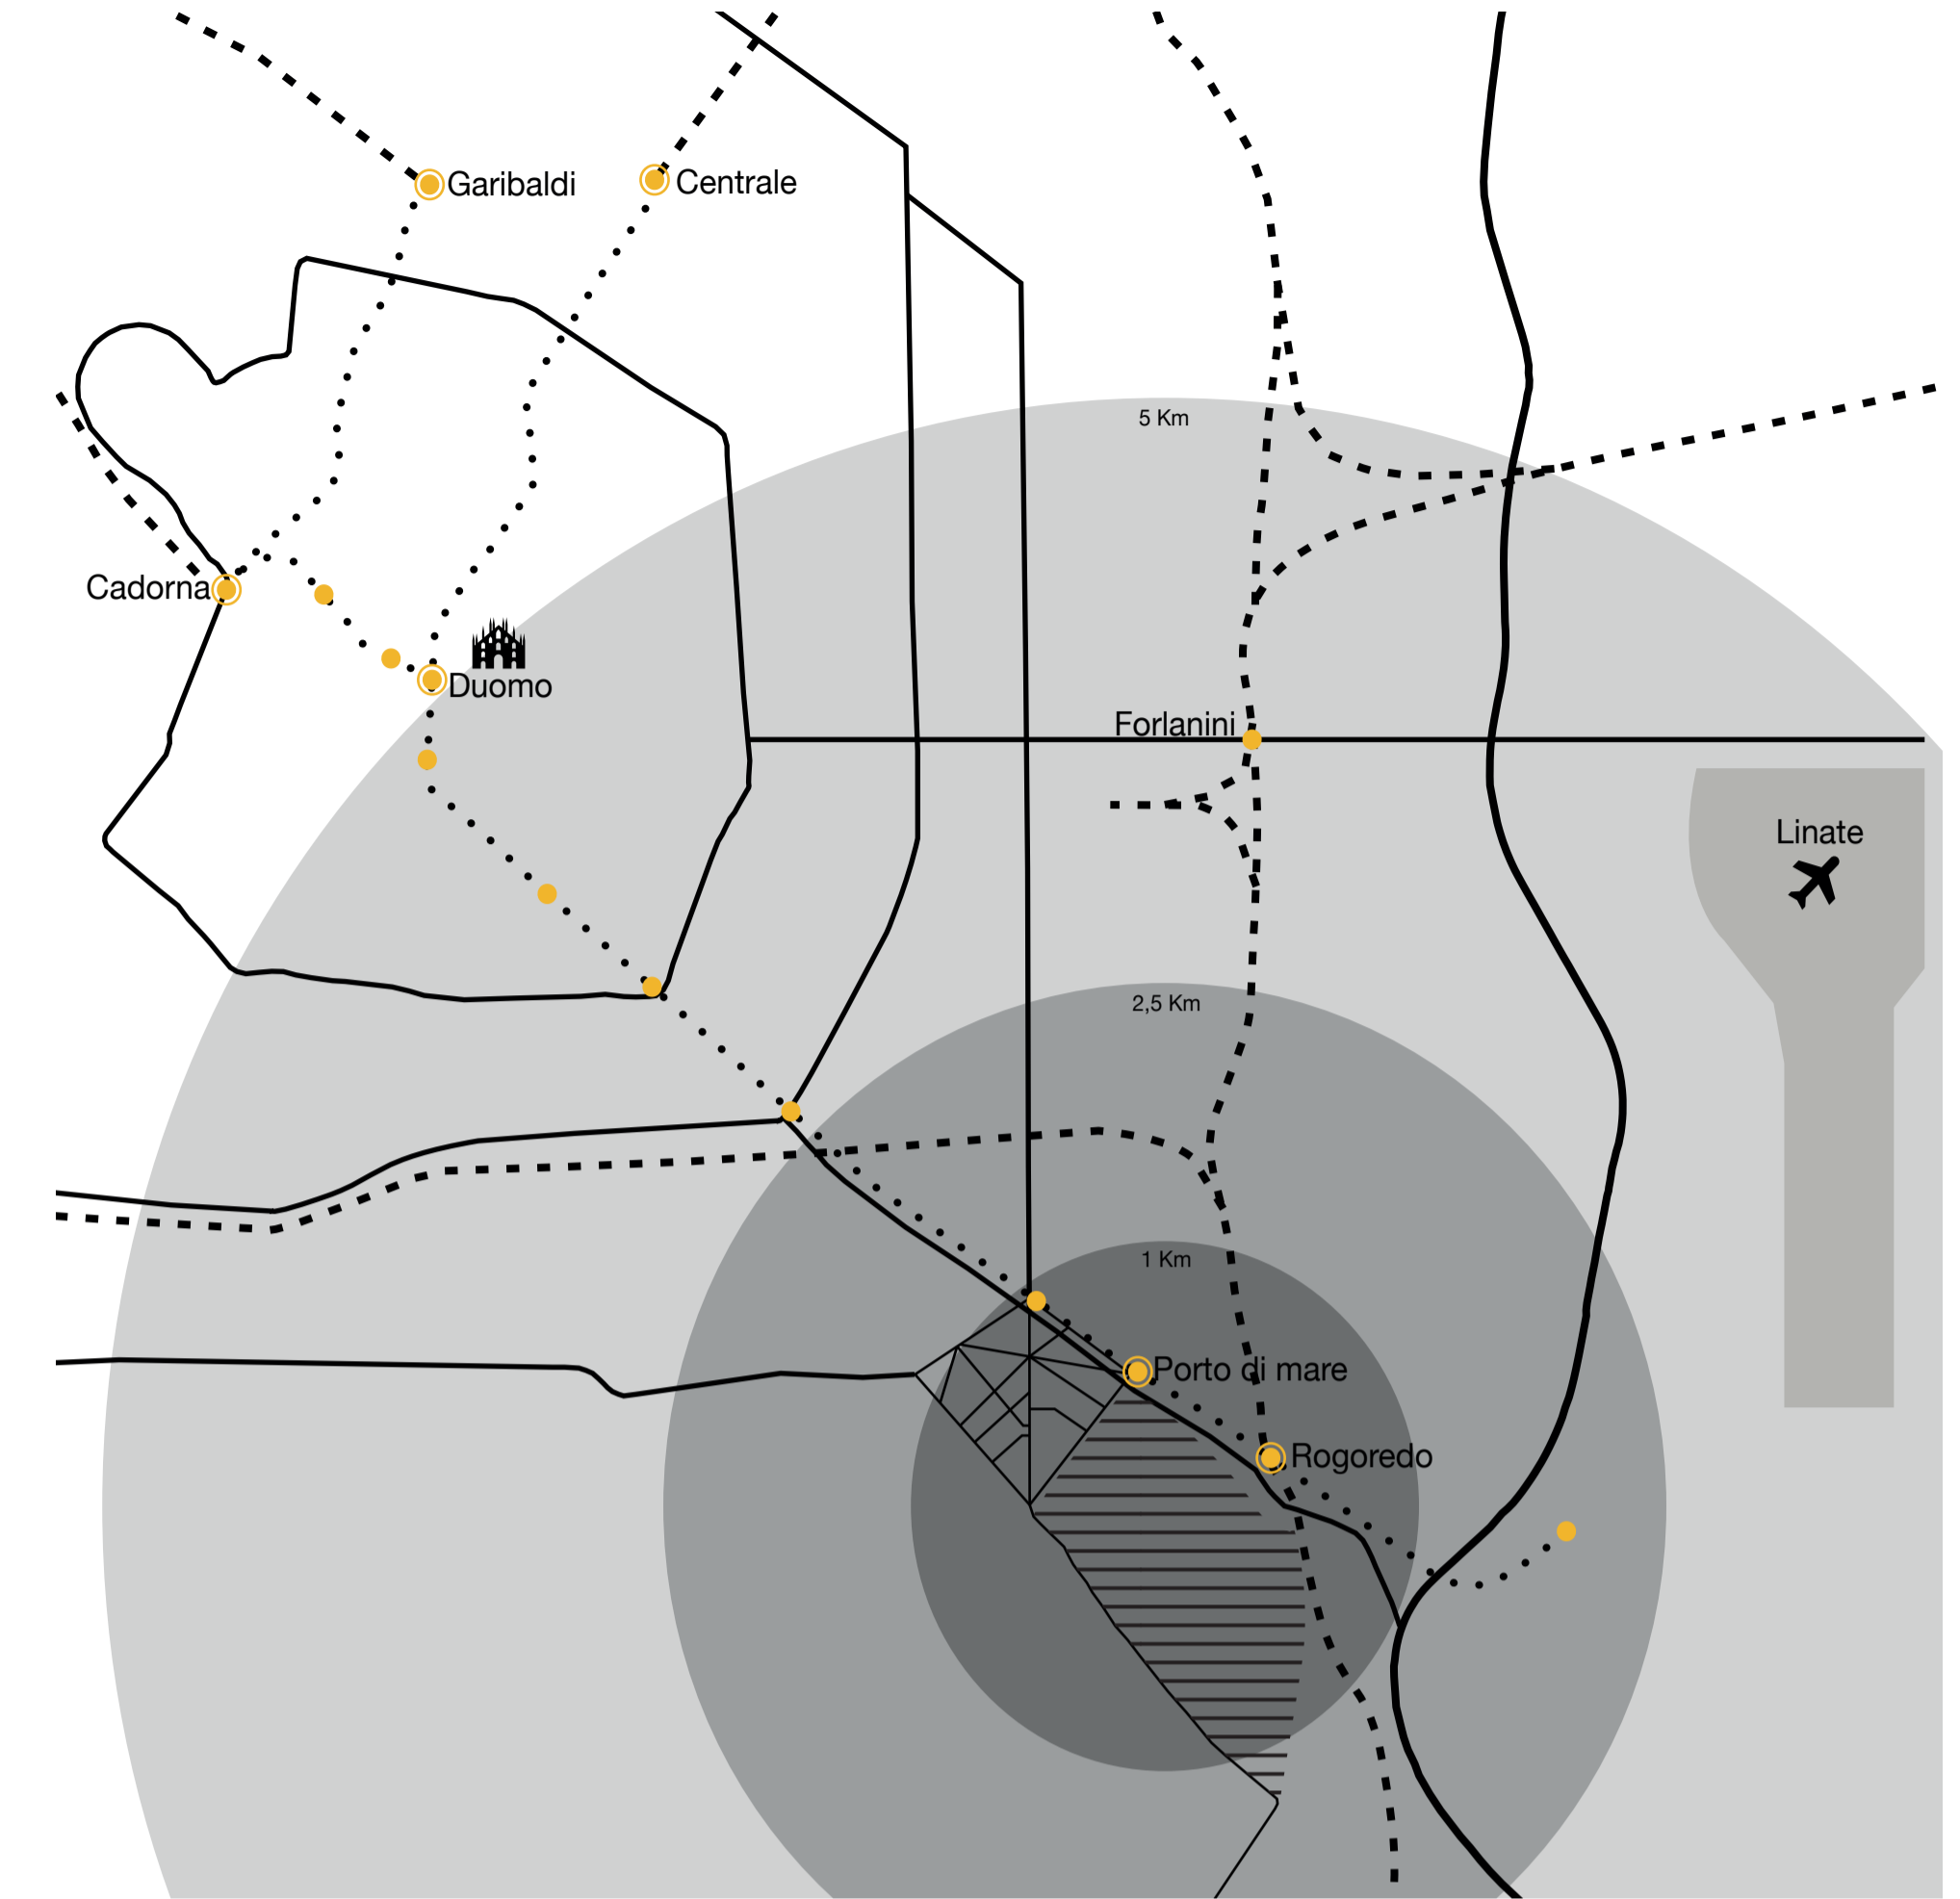 Garibaldi
Centrale
5 Km
Cadorna
Duomo
Forlanini
Linate
2,5 Km
1 Km
Porto di mare
Rogoredo